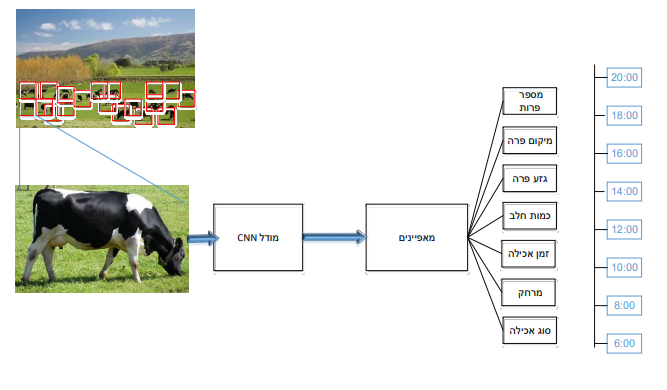 מודל CNN
מאפיינים
מספר
פרות
מיקום פרה
גזע פרה
כמות חלב
זמן אכילה
מרחק
סוג אכילה
20:00
18:00
16:00
14:00
12:00
10:00
8:00
6:00